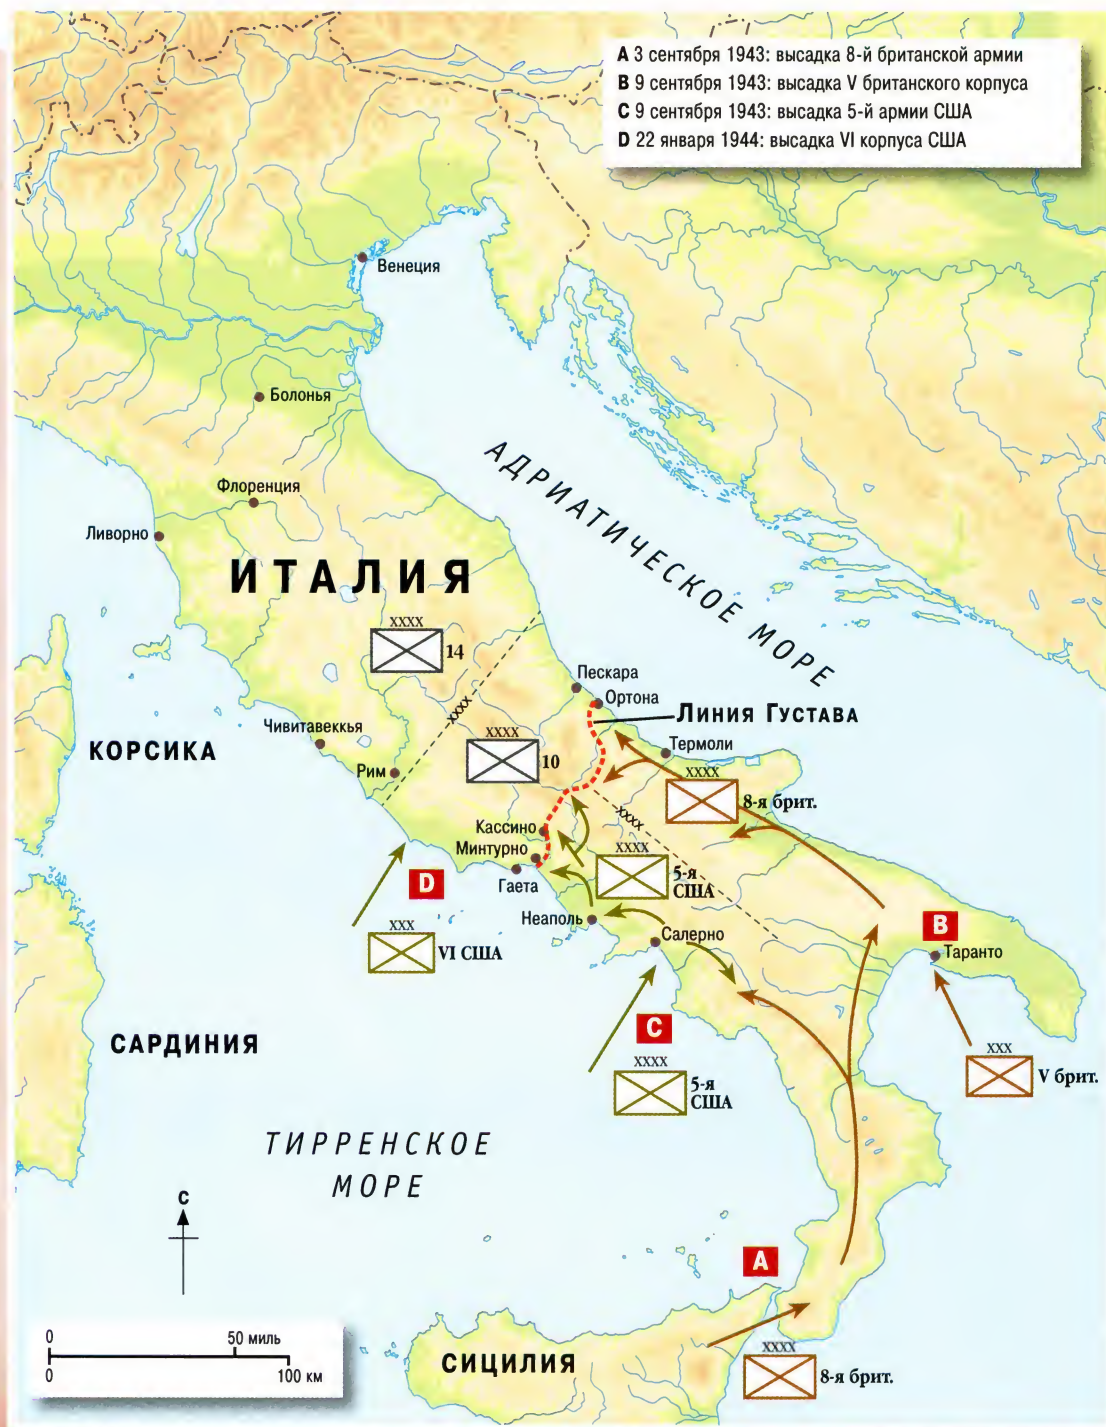 A 3 сентября 1943: высадка 8-й британской армии
B 9 сентября 1943: высадка V британского корпуса
C 9 сентября 1943: высадка 5-й армии США
D 22 января 1944: высадка VI корпуса США
Венеция
Болонья
Флоренция
Ливорно
АДРИАТИЧЕСКОЕ МОРЕ
ИТАЛИЯ
XXXX
14
XXXX
Пескара
Ортона
ЛИНИЯ ГУСТАВА
Чивитавеккья
КОРСИКА
XXXX
10
Термоли
Рим
XXXX
8-я брит.
XXXX
Кассино
Минтурно
XXXX
5-я
США
D
Гаета
Неаполь
B
Салерно
Таранто
XXX
VI США
C
САРДИНИЯ
XXXX
5-я
США
XXX
V брит.
ТИРРЕНСКОЕ
МОРЕ
С
A
0
50 миль
0
100 км
СИЦИЛИЯ
XXXX
8-я брит.